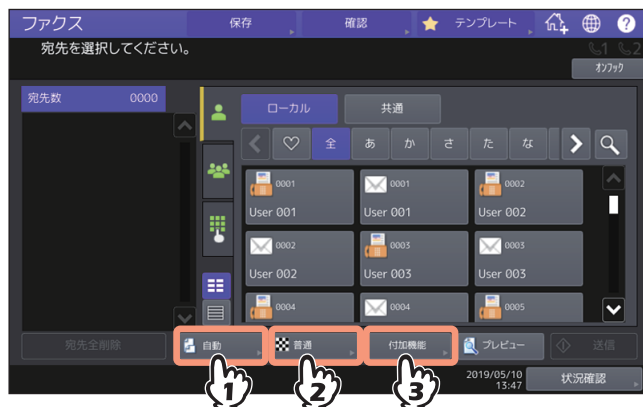 ファクス 保存 確認 テンプレート ?
宛先を選択してください。 1 2
ｵﾝﾌｯｸ
宛先数 0000
ローカル 共通
全 あ か さ た な
0001 0001 0002
User 001 User 001 User 002
0002 0003 0003
User 002 User 003 User 003
0004 0004 0005
宛先全削除 自動 普通 付加機能 プレビュー 送信
2019/05/10
13:47
状況確認
1 2 3